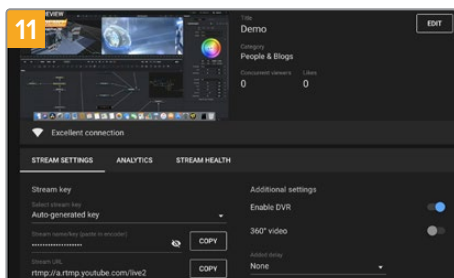 11
PREVIEW
Title
Demo
EDIT
Category
People & Blogs
Concurrent viewers Likes
0 0
Excellent connection
STREAM SETTINGS ANALYTICS STREAM HEALTH
Stream key
Additional settings
Select stream key
Auto-generated key
Enable DVR
Stream name/key (paste in encoder)
COPY
360° video
Stream URL
rtmp://a.rtmp.youtube.com/live2
COPY
Added delay
None